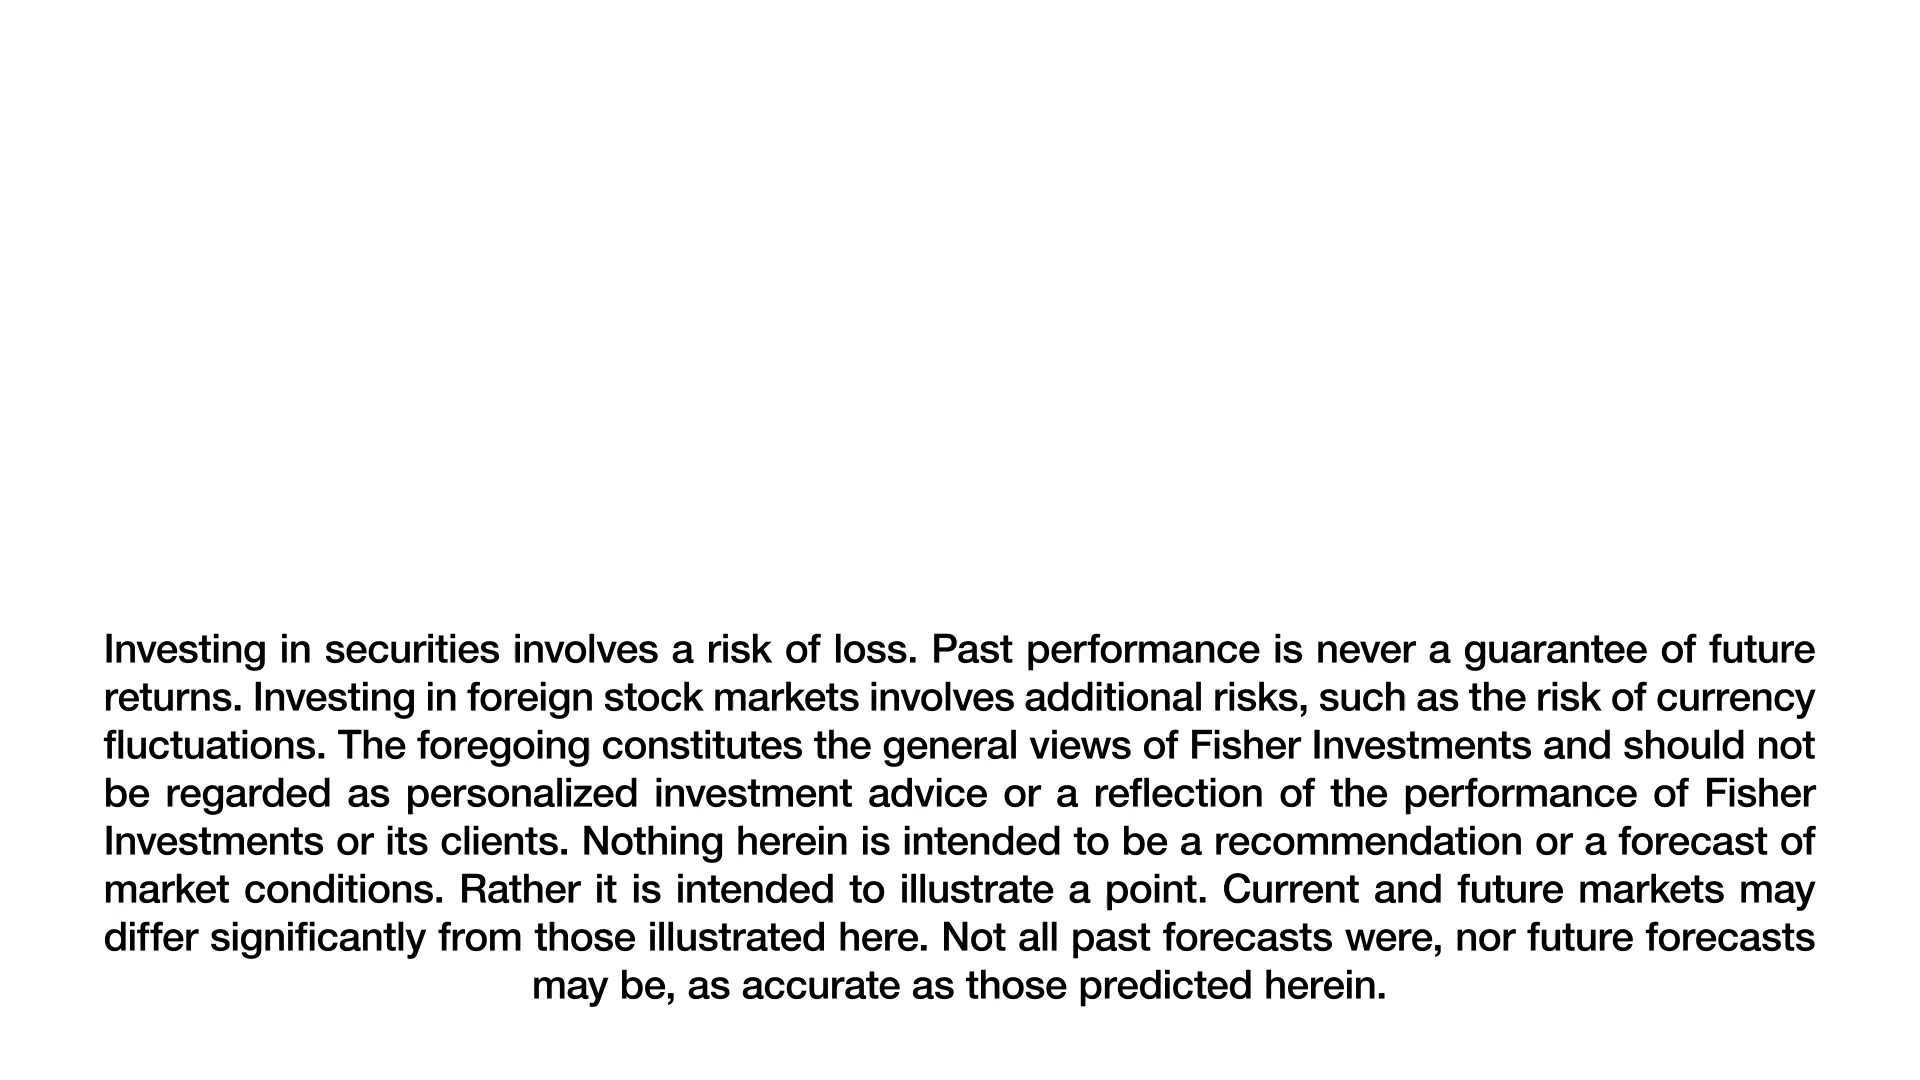 Investing in securities involves a risk of loss. Past performance is never a guarantee of future
returns. Investing in foreign stock markets involves additional risks, such as the risk of currency
fluctuations. The foregoing constitutes the general views of Fisher Investments and should not
be regarded as personalized investment advice or a reflection of the performance of Fisher
Investments or its clients. Nothing herein is intended to be a recommendation or a forecast of
market conditions. Rather it is intended to illustrate a point. Current and future markets may
differ significantly from those illustrated here. Not all past forecasts were, nor future forecasts
may be, as accurate as those predicted herein.